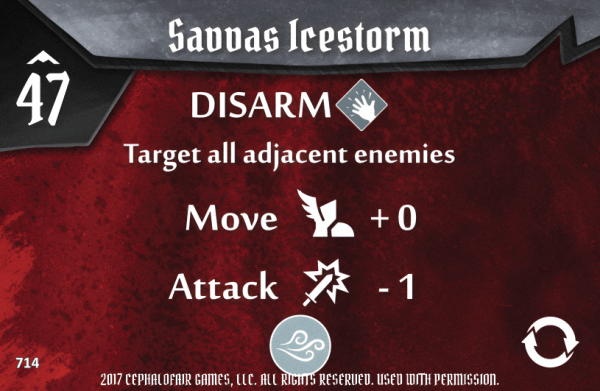 Savvas Icestorm
47
DISARM
Target all adjacent enemies
Move + 0
Attack - 1
714
2017 CEPHALOFAIR GAMES, LLC. ALL RIGHTS RESERVED. USED WITH PERMISSION.